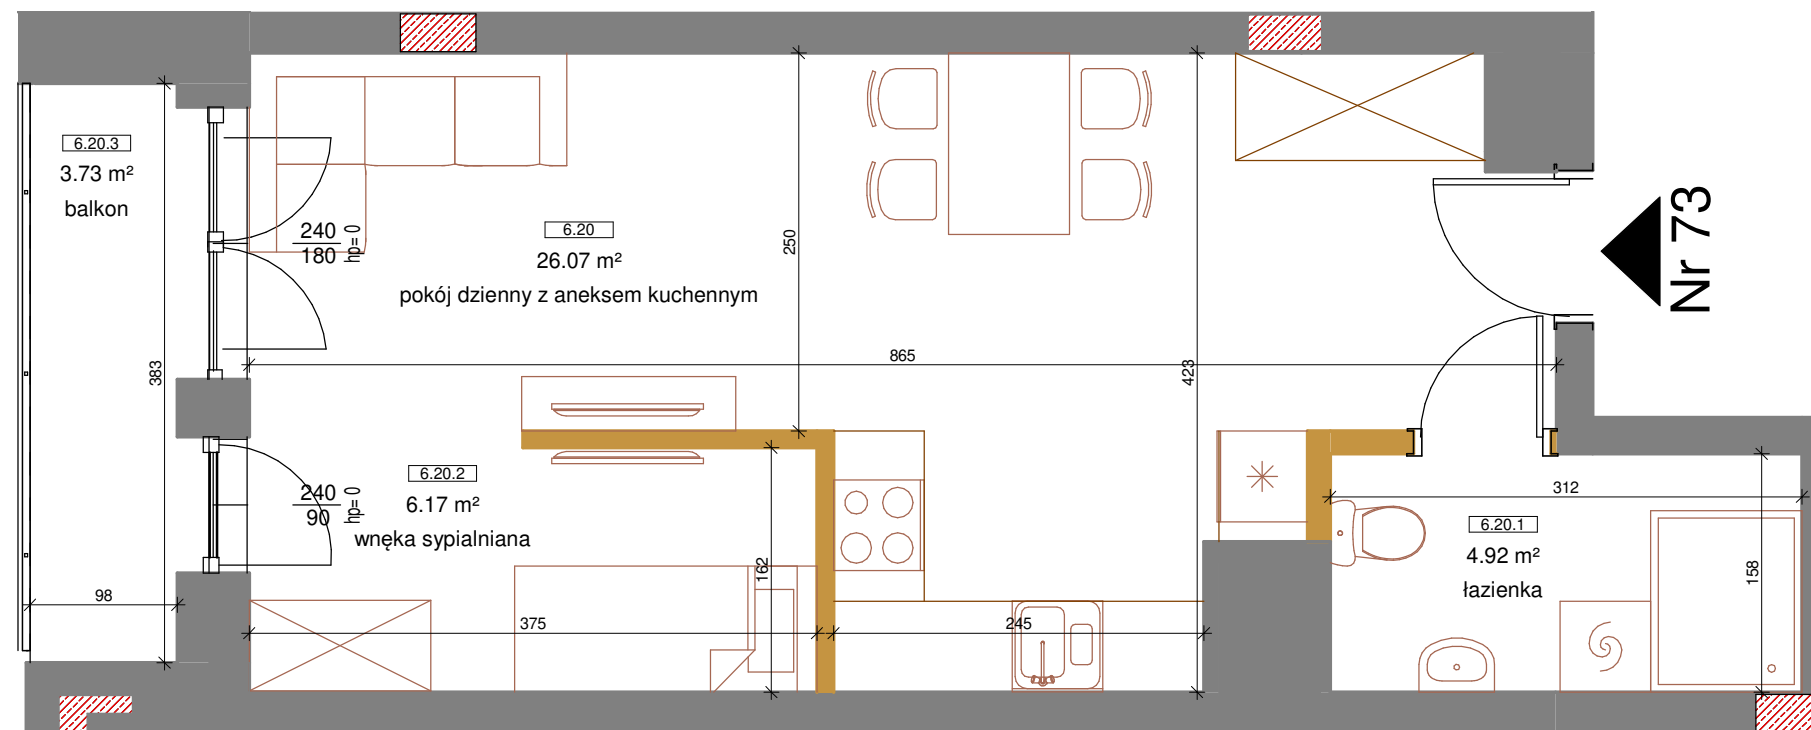 6.20.3
3.73 m²
balkon
240
180
hp= 0
6.20
26.07 m²
pokój dzienny z aneksem kuchennym
250
865
383
423
Nr 73
6.20.2
6.17 m²
wnęka sypialniana
240
90
hp= 0
98
375
162
245
312
6.20.1
4.92 m²
łazienka
158